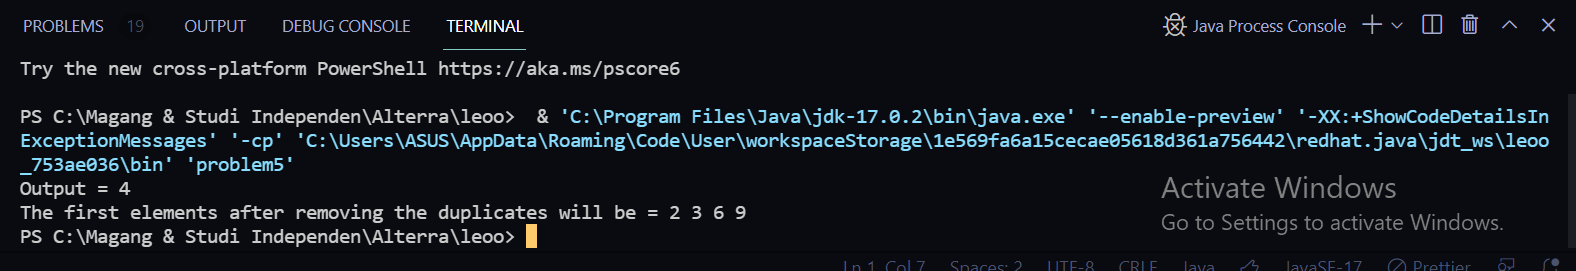 PROBLEMS 19 OUTPUT DEBUG CONSOLE TERMINAL Java Process Console
Try the new cross-platform PowerShell https://aka.ms/pscore6
PS C:\Magang & Studi Independen\Alterra\leoo>  & 'C:\Program Files\Java\jdk-17.0.2\bin\java.exe' '--enable-preview' '-XX:+ShowCodeDetailsIn
ExceptionMessages' '-cp' 'C:\Users\ASUS\AppData\Roaming\Code\User\workspaceStorage\1e569fa6a15cecae05618d361a756442\redhat.java\jdt_ws\leoo
_753ae036\bin' 'problem5'
Output = 4
The first elements after removing the duplicates will be = 2 3 6 9
PS C:\Magang & Studi Independen\Alterra\leoo>
Activate Windows
Go to Settings to activate Windows.
Ln 1, Col 7 Spaces: 2 UTF-8 CRLF Java JavaSE-17 Prettier